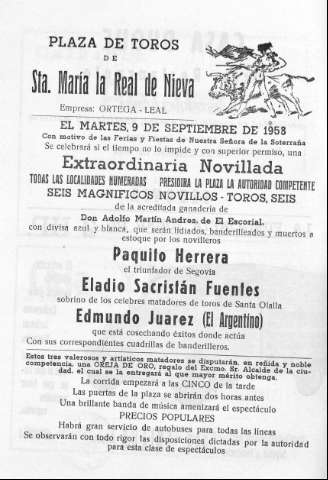 PLAZA DE TOROS
DE
Sta. María la Real de Nieva
Empresa: ORTEGA - LEAL
EL MARTES, 9 DE SEPTIEMBRE DE 1958
Con motivo de las Ferias y Fiestas de Nuestra Señora de la Soterraña
Se celebrará si el tiempo no lo impide y con superior permiso, una
Extraordinaria Novillada
TODAS LAS LOCALIDADES NUMERADAS PRESIDIRA LA PLAZA LA AUTORIDAD COMPETENTE
SEIS MAGNIFICOS NOVILLOS - TOROS, SEIS
de la acreditada ganadería de
Don Adolfo Martín Andres, de El Escorial,
con divisa azul y blanca, que serán lidiados, banderilleados y muertos a
estoque por los novilleros
Paquito Herrera
el triunfador de Segovia
Eladio Sacristán Fuentes
sobrino de los celebres matadores de toros de Santa Olalla
Edmundo Juarez (El Argentino)
que está cosechando éxitos donde actúa
Con sus correspondientes cuadrillas de banderilleros.
Estos tres valerosos y artísticos matadores se disputarán, en reñida y noble
competencia, una OREJA DE ORO, regalo del Excmo. Sr. Alcalde de la ciu-
dad, el cual se la entregará al que mayor mérito obtenga.
La corrida empezará a las CINCO de la tarde
Las puertas de la plaza se abrirán dos horas antes
Una brillante banda de música amenizará el espectáculo
PRECIOS POPULARES
Habrá gran servicio de autobuses para todas las líneas
Se observarán con todo rigor las disposiciones dictadas por la autoridad
para esta clase de espectáculos